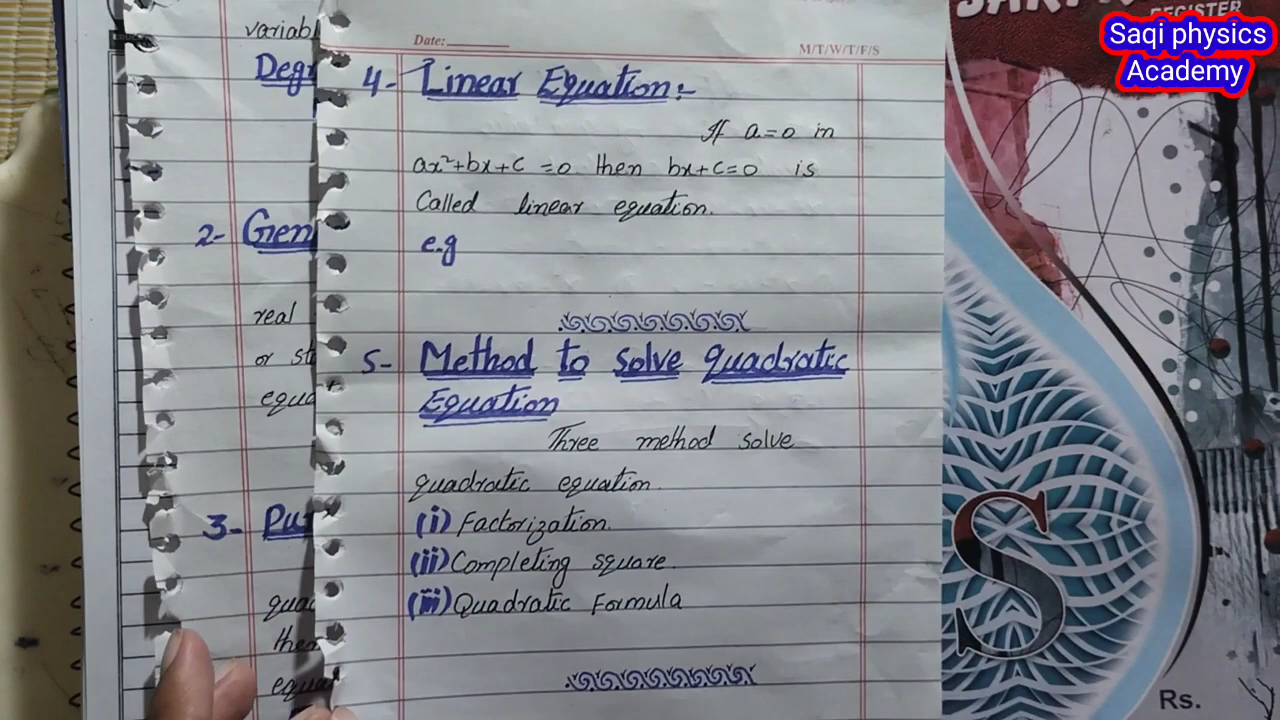 Saqi physics
Academy
REGISTER
Date:
M/T/W/T/F/S
4- Linear Equation:-
If a=0 in
ax²+bx+c =0 then bx+c=0 is
Called linear equation.
e.g
5- Method to solve quadratic
Equation
Three method solve
quadratic equation.
(i) Factorization.
(ii) Completing square.
(iii) Quadratic Formula
2-
real
3-
S
Rs.